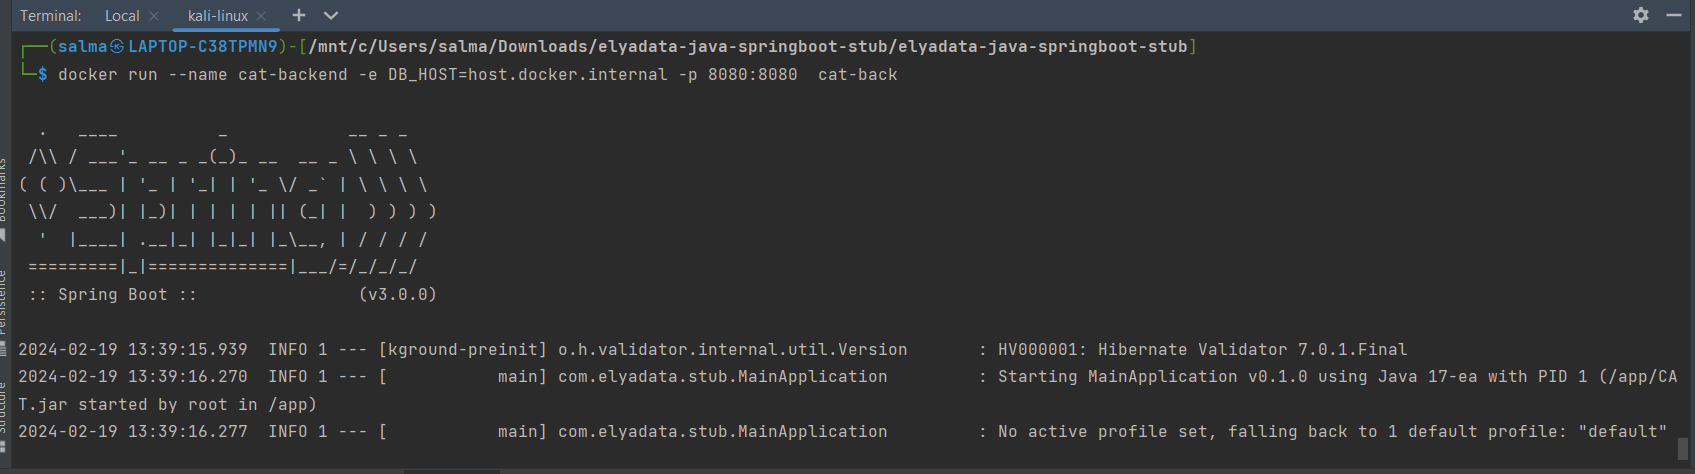 Terminal: Local × kali-linux × +
┌──(salma㉿LAPTOP-C38TPMN9)-[/mnt/c/Users/salma/Downloads/elyadata-java-springboot-stub/elyadata-java-springboot-stub]
└─$ docker run --name cat-backend -e DB_HOST=host.docker.internal -p 8080:8080  cat-back
  .   ____          _            __ _ _
 /\\ / ___'_ __ _ _(_)_ __  __ _ \ \ \ \
( ( )\___ | '_ | '_| | '_ \/ _` | \ \ \ \
 \\/  ___)| |_)| | | | | || (_| |  ) ) ) )
  '  |____| .__|_| |_|_| |_\__, | / / / /
 =========|_|==============|___/=/_/_/_/
 :: Spring Boot ::                (v3.0.0)
2024-02-19 13:39:15.939  INFO 1 --- [kground-preinit] o.h.validator.internal.util.Version       : HV000001: Hibernate Validator 7.0.1.Final
2024-02-19 13:39:16.270  INFO 1 --- [           main] com.elyadata.stub.MainApplication         : Starting MainApplication v0.1.0 using Java 17-ea with PID 1 (/app/CA
T.jar started by root in /app)
2024-02-19 13:39:16.277  INFO 1 --- [           main] com.elyadata.stub.MainApplication         : No active profile set, falling back to 1 default profile: "default"
Bookmarks
Persistence
Structure